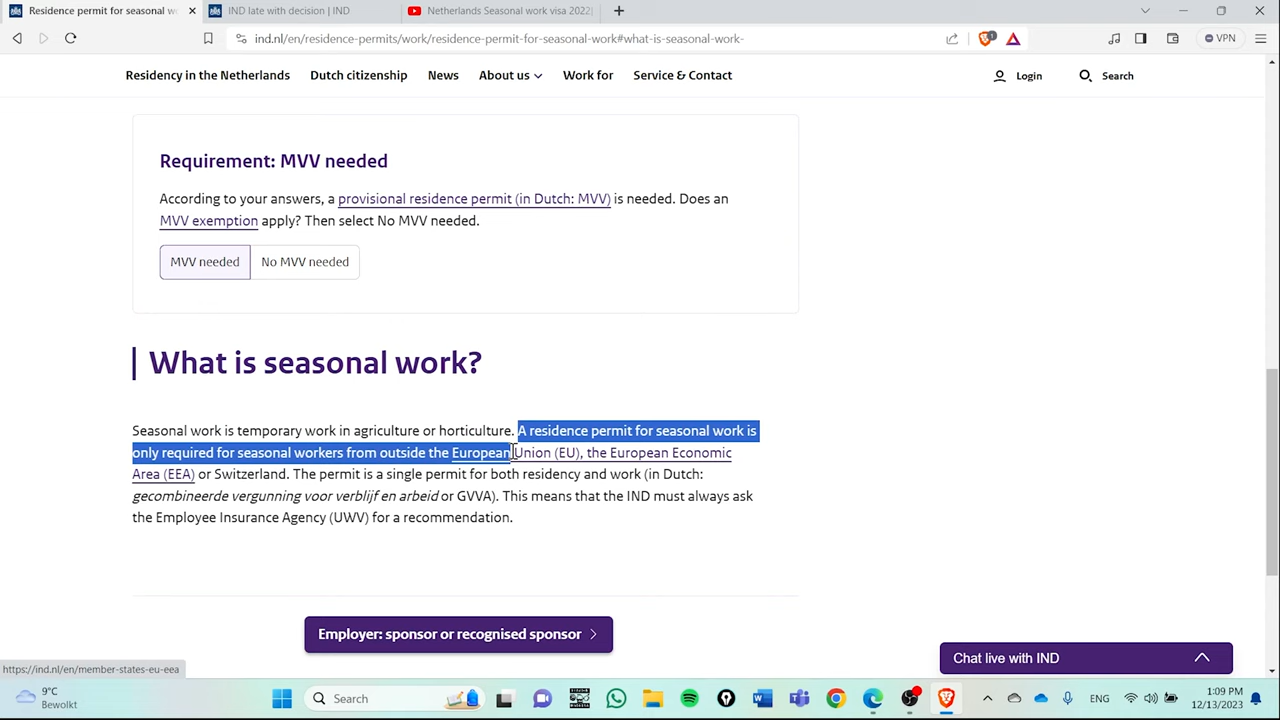 Residence permit for seasonal wo
IND late with decision | IND
Netherlands Seasonal work visa 2022
ind.nl/en/residence-permits/work/residence-permit-for-seasonal-work#what-is-seasonal-work-
1
VPN
Residency in the Netherlands
Dutch citizenship
News
About us
Work for
Service & Contact
Login
Search
Requirement: MVV needed
According to your answers, a provisional residence permit (in Dutch: MVV) is needed. Does an
MVV exemption apply? Then select No MVV needed.
MVV needed
No MVV needed
What is seasonal work?
Seasonal work is temporary work in agriculture or horticulture. A residence permit for seasonal work is
only required for seasonal workers from outside the European Union (EU), the European Economic
Area (EEA) or Switzerland. The permit is a single permit for both residency and work (in Dutch:
gecombineerde vergunning voor verblijf en arbeid or GVVA). This means that the IND must always ask
the Employee Insurance Agency (UWV) for a recommendation.
Employer: sponsor or recognised sponsor
Chat live with IND
https://ind.nl/en/member-states-eu-eea
9°C
Bewolkt
Search
ENG
1:09 PM
12/13/2023